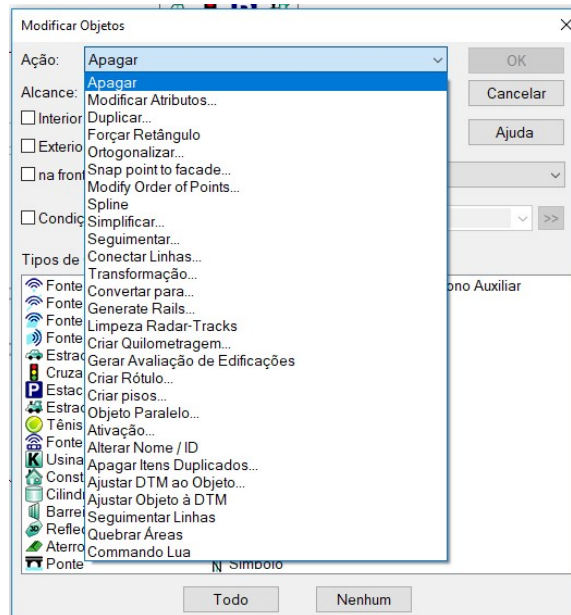 Modificar Objetos
Ação: Apagar OK
Alcance: Cancelar
Interior
Ajuda
Exterio
na front
Condiç >>
Apagar
Modificar Atributos...
Duplicar...
Forçar Retângulo
Ortogonalizar...
Snap point to facade...
Modify Order of Points...
Spline
Simplificar...
Seguimentar...
Conectar Linhas...
Transformação...
Convertar para...
Generate Rails...
Limpeza Radar-Tracks
Criar Quilometragem...
Gerar Avaliação de Edificações
Criar Rótulo...
Criar pisos...
Objeto Paralelo...
Ativação...
Alterar Nome / ID
Apagar Itens Duplicados...
Ajustar DTM ao Objeto...
Ajustar Objeto à DTM
Seguimentar Linhas
Quebrar Áreas
Commando Lua
Tipos de
Fonte ono Auxiliar
Fonte
Fonte
Fonte
Estrad
Cruza
P Estac
Estrad
Tênis
Fonte
K Usina
Const
Cilind
Barrei
Reflec
Aterro
Ponte
Símbolo
Todo Nenhum